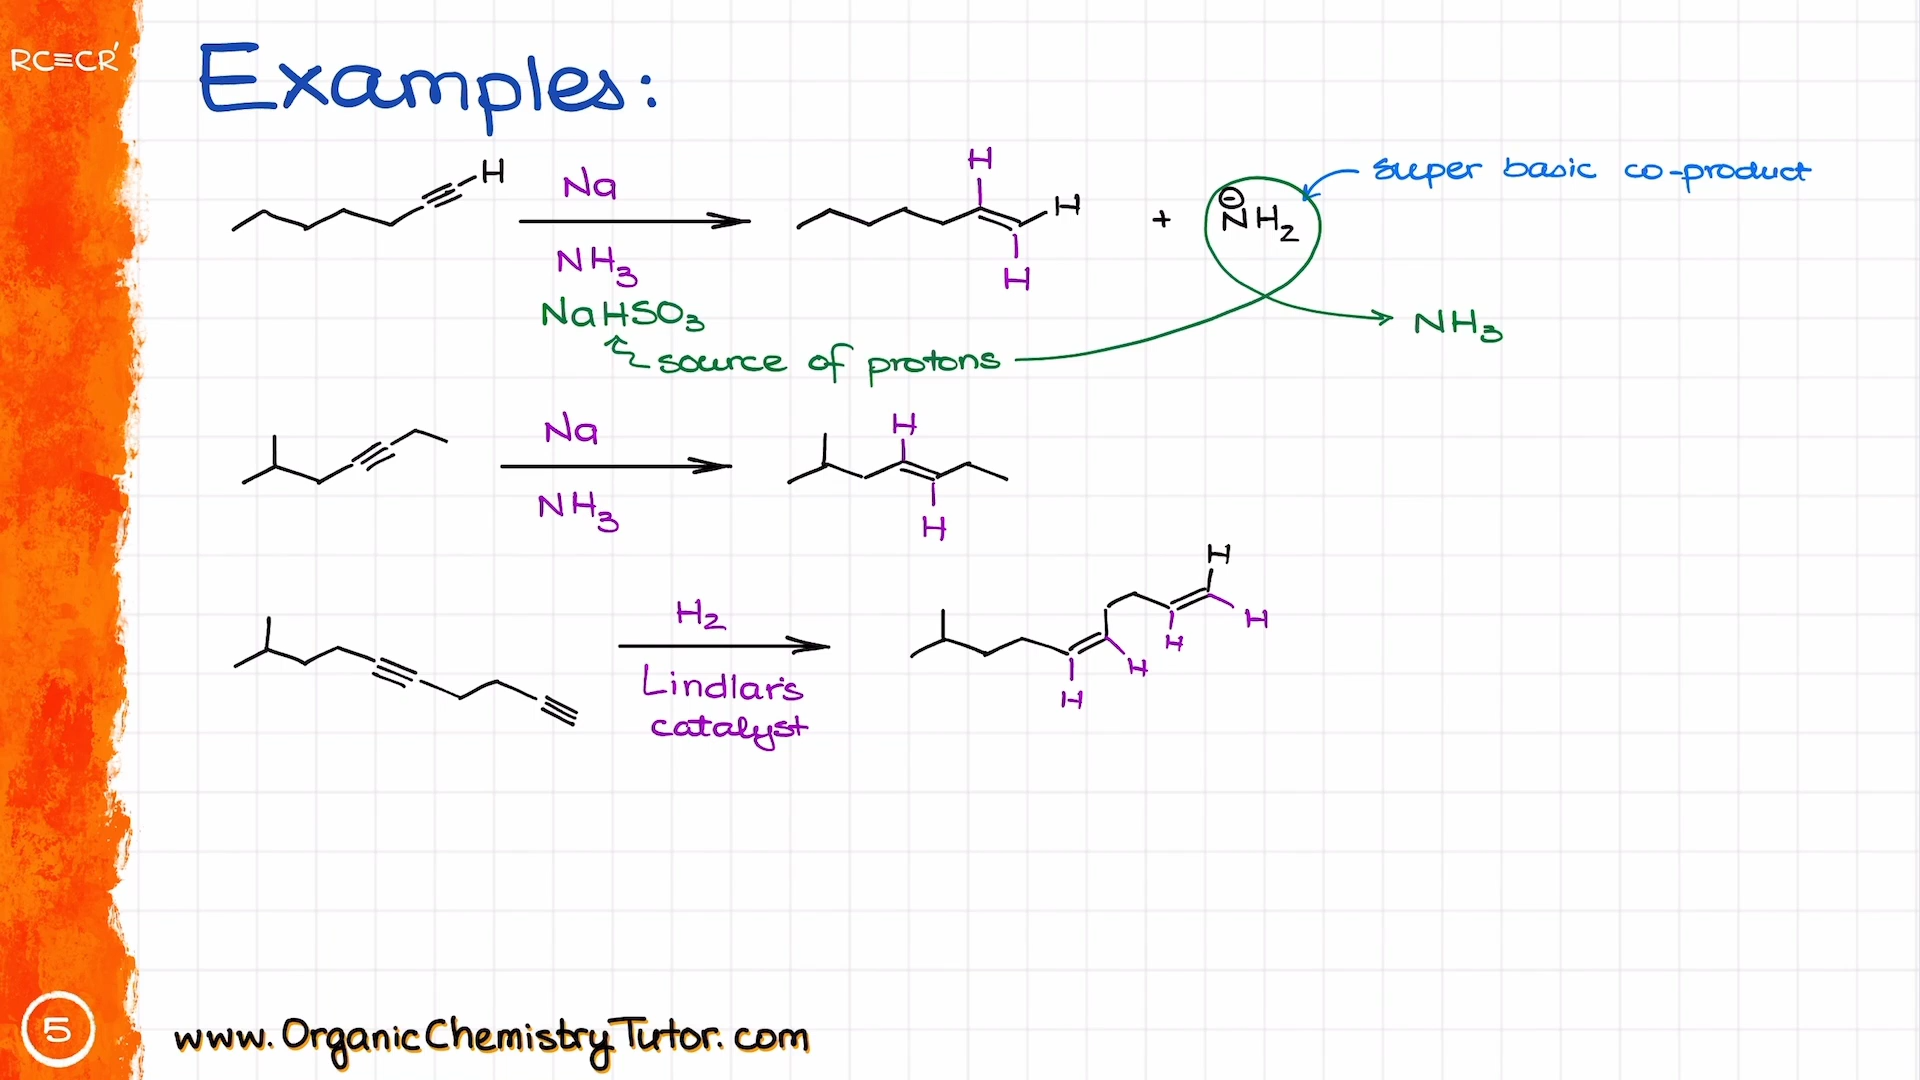 RC≡CR'
Examples:
H
Na
NH₃
NaHSO₃
source of protons
H
H
H
+
⊖
NH₂
super basic co-product
NH₃
Na
NH₃
H
H
H₂
Lindlar's
catalyst
H
H
H
H
H
5
www.OrganicChemistryTutor.com